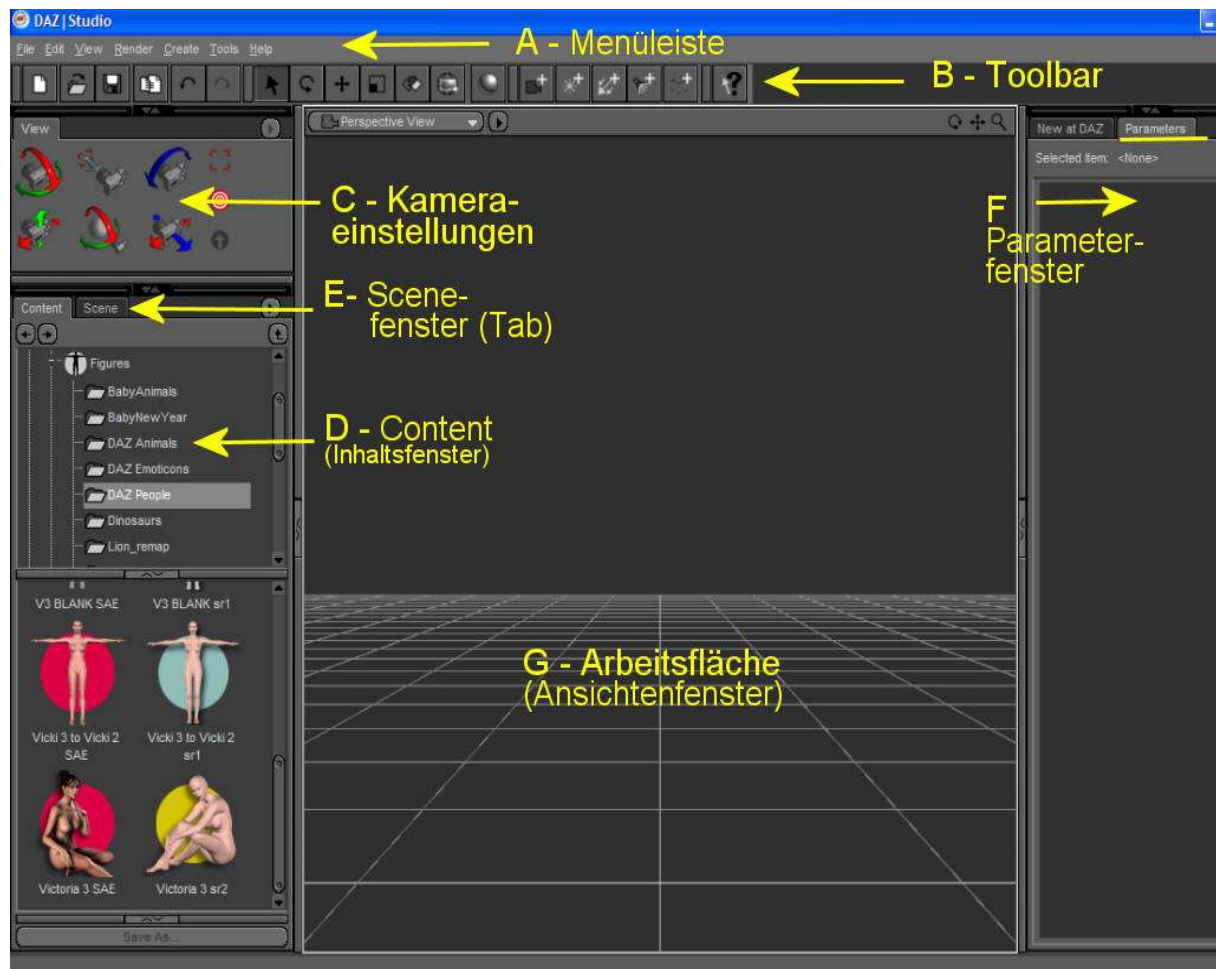 DAZ|Studio
File Edit View Render Create Tools Help
A - Menüleiste
B - Toolbar
View
Perspective View
New at DAZ Parameters
Selected Item: <None>
C - Kamera-
einstellungen
F
Parameter-
fenster
Content Scene
E- Scene-
fenster (Tab)
Figures
BabyAnimals
BabyNewYear
DAZ Animals
DAZ Emoticons
DAZ People
Dinosaurs
Lion_remap
D - Content
(Inhaltsfenster)
V3 BLANK SAE V3 BLANK sr1
Vicki 3 to Vicki 2
SAE
Vicki 3 to Vicki 2
sr1
Victoria 3 SAE Victoria 3 sr2
G - Arbeitsfläche
(Ansichtenfenster)
Save As...